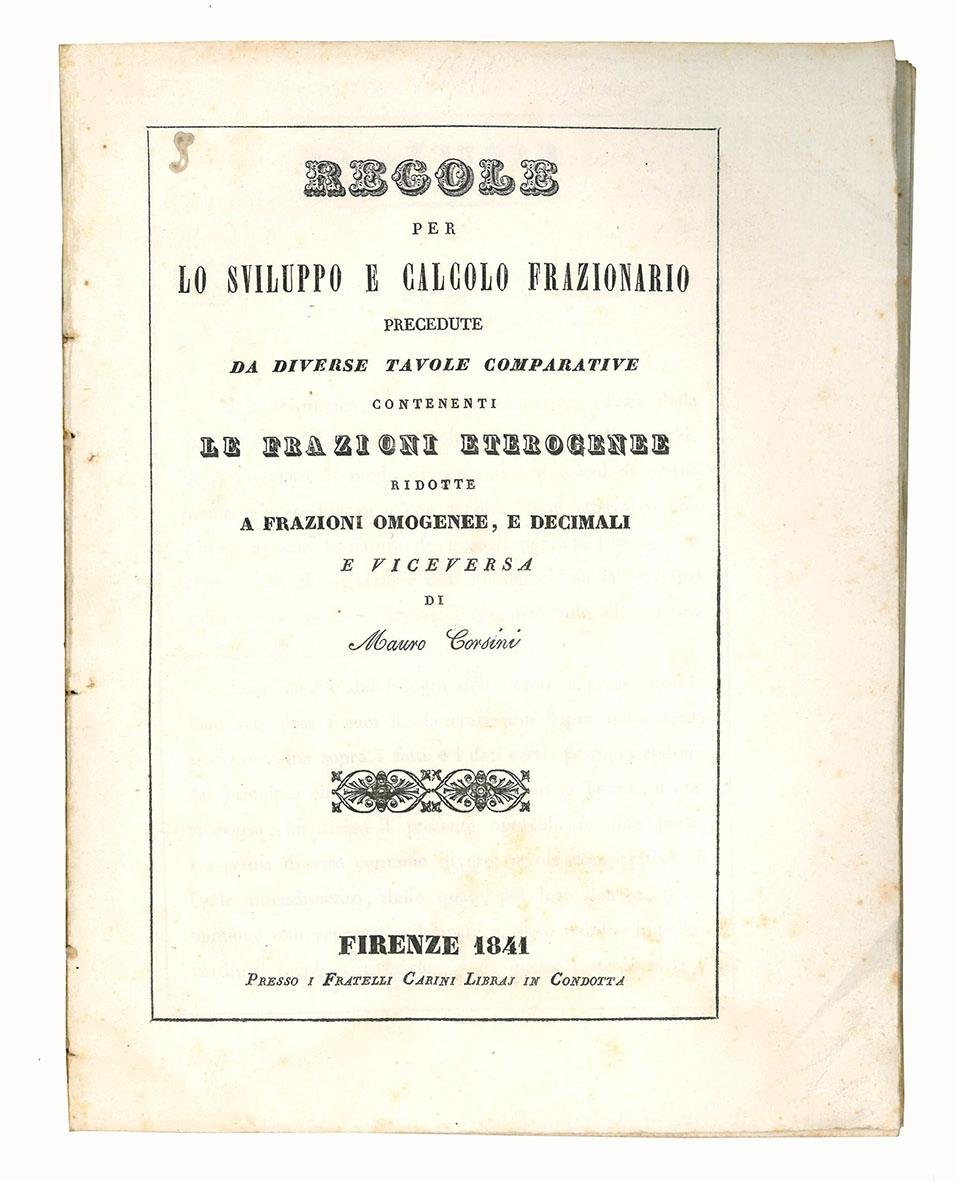 REGOLE
PER
LO SVILUPPO E CALCOLO FRAZIONARIO
PRECEDUTE
DA DIVERSE TAVOLE COMPARATIVE
CONTENENTI
LE FRAZIONI ETEROGENEE
RIDOTTE
A FRAZIONI OMOGENEE, E DECIMALI
E VICEVERSA
DI
Mauro Corsini
FIRENZE 1841
PRESSO I FRATELLI CARINI LIBRAJ IN CONDOTTA